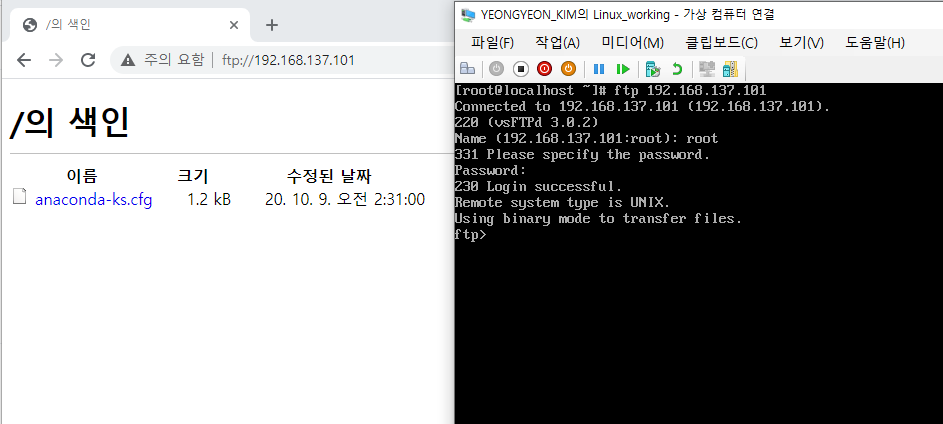 /의 색인
주의 요함 | ftp://192.168.137.101
/의 색인
이름 크기 수정된 날짜
anaconda-ks.cfg 1.2 kB 20. 10. 9. 오전 2:31:00
YEONGYEON_KIM의 Linux_working - 가상 컴퓨터 연결
파일(F) 작업(A) 미디어(M) 클립보드(C) 보기(V) 도움말(H)
[root@localhost ~]# ftp 192.168.137.101
Connected to 192.168.137.101 (192.168.137.101).
220 (vsFTPd 3.0.2)
Name (192.168.137.101:root): root
331 Please specify the password.
Password:
230 Login successful.
Remote system type is UNIX.
Using binary mode to transfer files.
ftp>